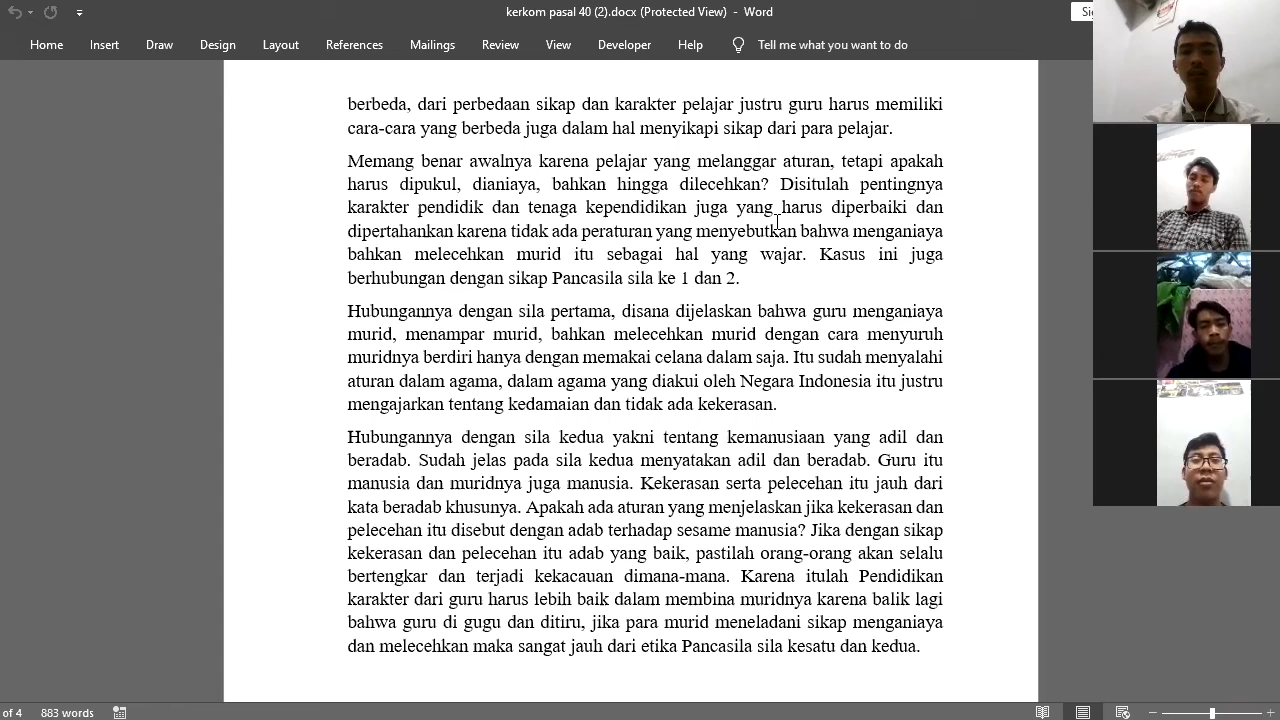 kerkom pasal 40 (2).docx (Protected View) - Word
Home Insert Draw Design Layout References Mailings Review View Developer Help Tell me what you want to do
berbeda, dari perbedaan sikap dan karakter pelajar justru guru harus memiliki
cara-cara yang berbeda juga dalam hal menyikapi sikap dari para pelajar.
Memang benar awalnya karena pelajar yang melanggar aturan, tetapi apakah
harus dipukul, dianiaya, bahkan hingga dilecehkan? Disitulah pentingnya
karakter pendidik dan tenaga kependidikan juga yang harus diperbaiki dan
dipertahankan karena tidak ada peraturan yang menyebutkan bahwa menganiaya
bahkan melecehkan murid itu sebagai hal yang wajar. Kasus ini juga
berhubungan dengan sikap Pancasila sila ke 1 dan 2.
Hubungannya dengan sila pertama, disana dijelaskan bahwa guru menganiaya
murid, menampar murid, bahkan melecehkan murid dengan cara menyuruh
muridnya berdiri hanya dengan memakai celana dalam saja. Itu sudah menyalahi
aturan dalam agama, dalam agama yang diakui oleh Negara Indonesia itu justru
mengajarkan tentang kedamaian dan tidak ada kekerasan.
Hubungannya dengan sila kedua yakni tentang kemanusiaan yang adil dan
beradab. Sudah jelas pada sila kedua menyatakan adil dan beradab. Guru itu
manusia dan muridnya juga manusia. Kekerasan serta pelecehan itu jauh dari
kata beradab khusunya. Apakah ada aturan yang menjelaskan jika kekerasan dan
pelecehan itu disebut dengan adab terhadap sesame manusia? Jika dengan sikap
kekerasan dan pelecehan itu adab yang baik, pastilah orang-orang akan selalu
bertengkar dan terjadi kekacauan dimana-mana. Karena itulah Pendidikan
karakter dari guru harus lebih baik dalam membina muridnya karena balik lagi
bahwa guru di gugu dan ditiru, jika para murid meneladani sikap menganiaya
dan melecehkan maka sangat jauh dari etika Pancasila sila kesatu dan kedua.
of 4 883 words